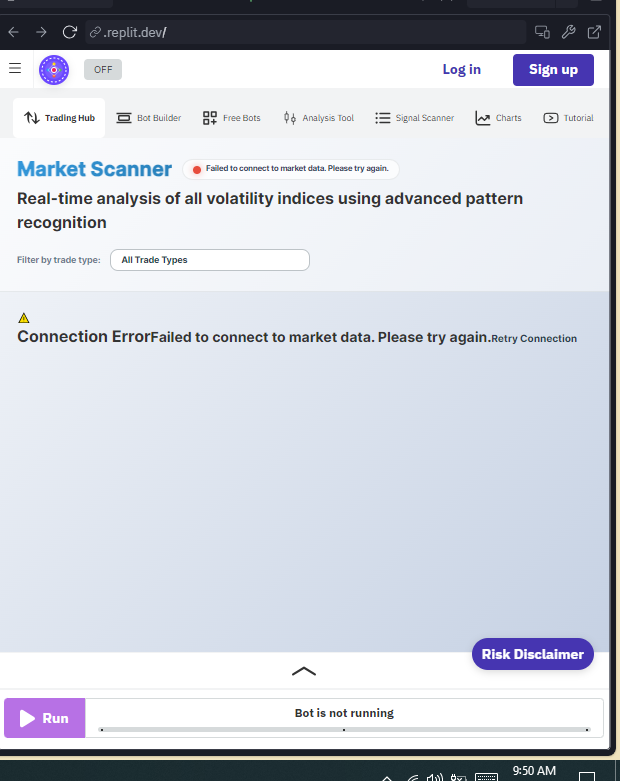 .replit.dev/
OFF
Log in
Sign up
Trading Hub
Bot Builder
Free Bots
Analysis Tool
Signal Scanner
Charts
Tutorial
Market Scanner
Failed to connect to market data. Please try again.
Real-time analysis of all volatility indices using advanced pattern
recognition
Filter by trade type:
All Trade Types
Connection ErrorFailed to connect to market data. Please try again.Retry Connection
Risk Disclaimer
Run
Bot is not running
9:50 AM